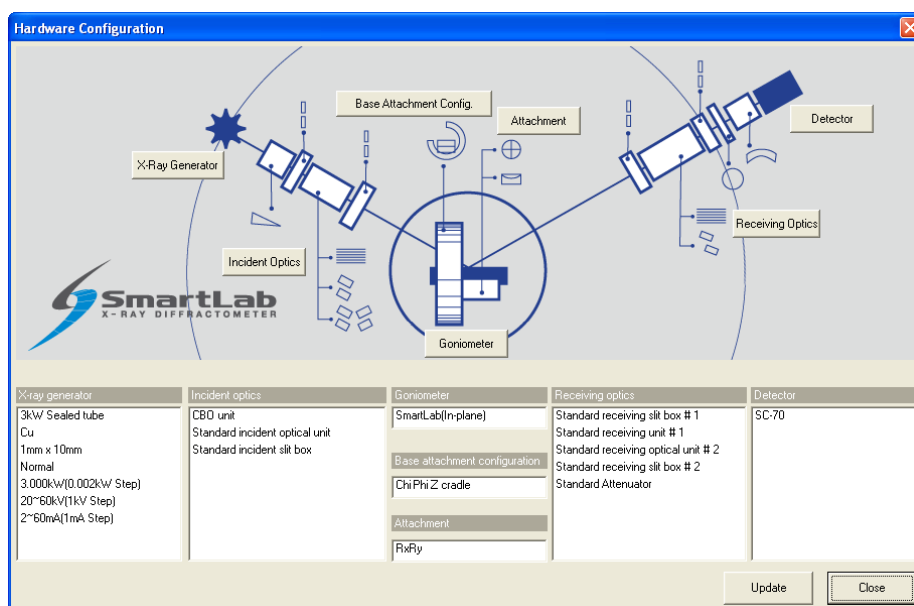 Hardware Configuration
Base Attachment Config.
Attachment
Detector
X-Ray Generator
Receiving Optics
Incident Optics
SmartLab
X-RAY DIFFRACTOMETER
Goniometer
X-ray generator
3kW Sealed tube
Cu
1mm x 10mm
Normal
3.000kW(0.002kW Step)
20~60kV(1kV Step)
2~60mA(1mA Step)
Incident optics
CBO unit
Standard incident optical unit
Standard incident slit box
Goniometer
SmartLab(In-plane)
Base attachment configuration
Chi Phi Z cradle
Attachment
RxRy
Receiving optics
Standard receiving slit box # 1
Standard receiving unit # 1
Standard receiving optical unit # 2
Standard receiving slit box # 2
Standard Attenuator
Detector
SC-70
Update
Close